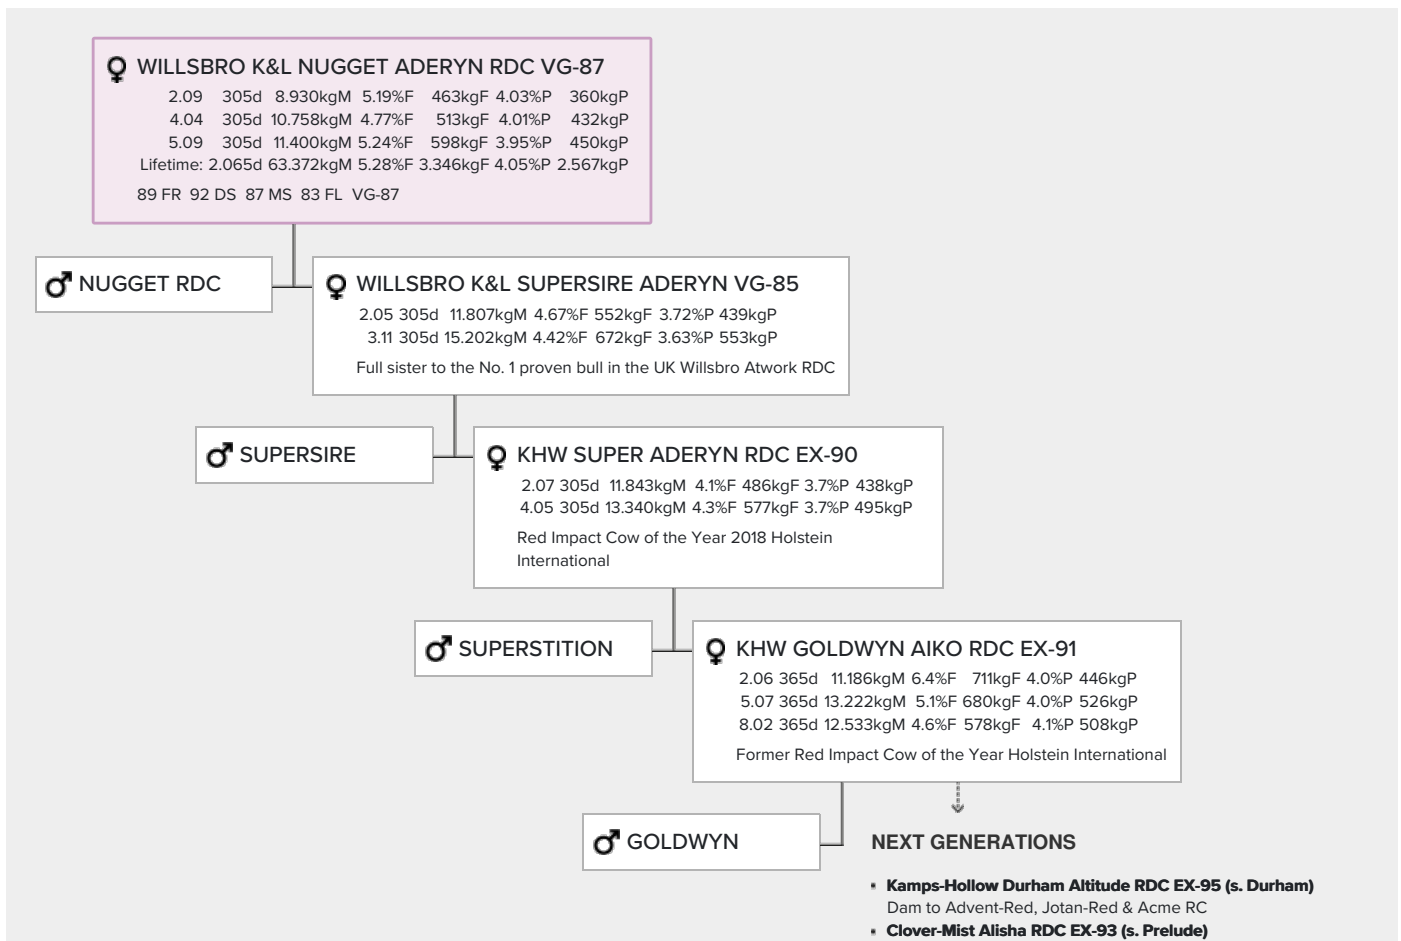 WILLSBRO K&L NUGGET ADERYN RDC VG-87
2.09 305d 8.930kgM 5.19%F 463kgF 4.03%P 360kgP
4.04 305d 10.758kgM 4.77%F 513kgF 4.01%P 432kgP
5.09 305d 11.400kgM 5.24%F 598kgF 3.95%P 450kgP
Lifetime: 2.065d 63.372kgM 5.28%F 3.346kgF 4.05%P 2.567kgP
89 FR 92 DS 87 MS 83 FL VG-87
NUGGET RDC
WILLSBRO K&L SUPERSIRE ADERYN VG-85
2.05 305d 11.807kgM 4.67%F 552kgF 3.72%P 439kgP
3.11 305d 15.202kgM 4.42%F 672kgF 3.63%P 553kgP
Full sister to the No. 1 proven bull in the UK Willsbro Atwork RDC
SUPERSIRE
KHW SUPER ADERYN RDC EX-90
2.07 305d 11.843kgM 4.1%F 486kgF 3.7%P 438kgP
4.05 305d 13.340kgM 4.3%F 577kgF 3.7%P 495kgP
Red Impact Cow of the Year 2018 Holstein
International
SUPERSTITION
KHW GOLDWYN AIKO RDC EX-91
2.06 365d 11.186kgM 6.4%F 711kgF 4.0%P 446kgP
5.07 365d 13.222kgM 5.1%F 680kgF 4.0%P 526kgP
8.02 365d 12.533kgM 4.6%F 578kgF 4.1%P 508kgP
Former Red Impact Cow of the Year Holstein International
GOLDWYN
NEXT GENERATIONS
▪ Kamps-Hollow Durham Altitude RDC EX-95 (s. Durham)
Dam to Advent-Red, Jotan-Red & Acme RC
▪ Clover-Mist Alisha RDC EX-93 (s. Prelude)